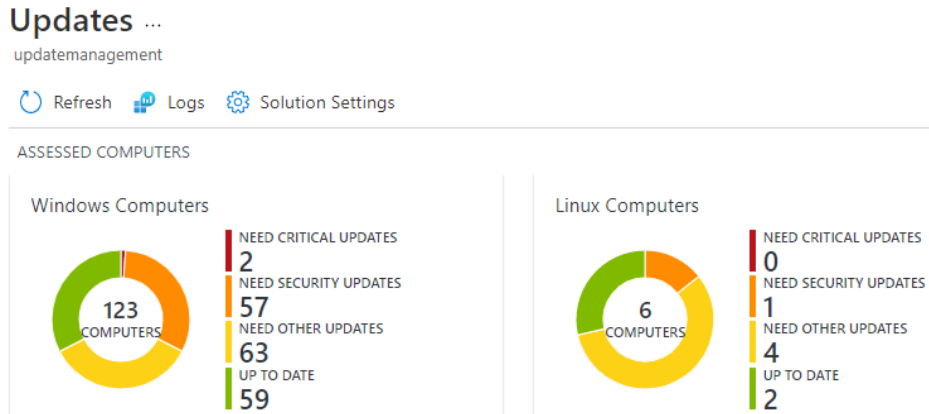 Updates ...
updatemanagement
Refresh Logs Solution Settings
ASSESSED COMPUTERS
Windows Computers
123
COMPUTERS
NEED CRITICAL UPDATES
2
NEED SECURITY UPDATES
57
NEED OTHER UPDATES
63
UP TO DATE
59
Linux Computers
6
COMPUTERS
NEED CRITICAL UPDATES
0
NEED SECURITY UPDATES
1
NEED OTHER UPDATES
4
UP TO DATE
2